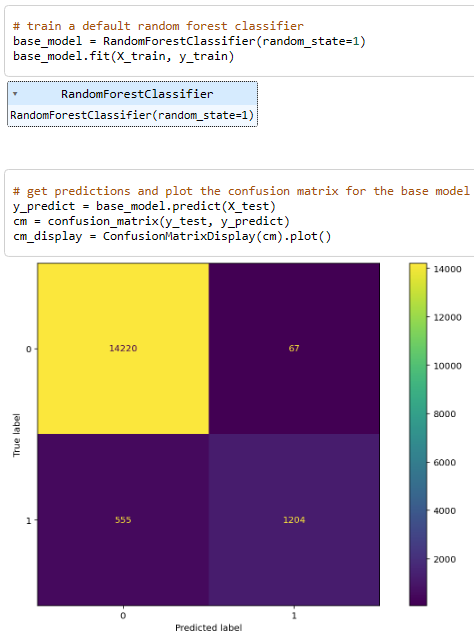 # train a default random forest classifier
base_model = RandomForestClassifier(random_state=1)
base_model.fit(X_train, y_train)
▾ RandomForestClassifier
RandomForestClassifier(random_state=1)
# get predictions and plot the confusion matrix for the base model
y_predict = base_model.predict(X_test)
cm = confusion_matrix(y_test, y_predict)
cm_display = ConfusionMatrixDisplay(cm).plot()
14000
12000
10000
8000
6000
4000
2000
True label
0
14220 67
1
555 1204
0 1
Predicted label